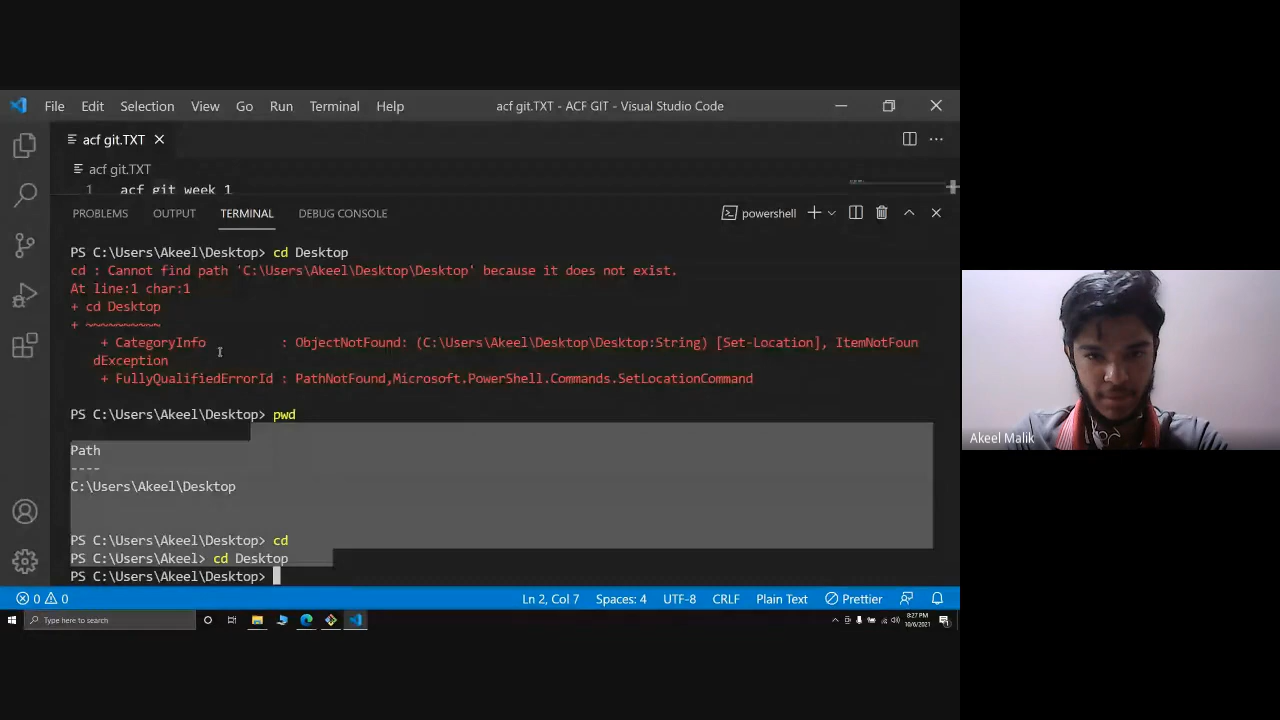 File Edit Selection View Go Run Terminal Help acf git.TXT - ACF GIT - Visual Studio Code
acf git.TXT
acf git.TXT
1 acf git week 1
PROBLEMS OUTPUT TERMINAL DEBUG CONSOLE powershell
PS C:\Users\Akeel\Desktop> cd Desktop
cd : Cannot find path 'C:\Users\Akeel\Desktop\Desktop' because it does not exist.
At line:1 char:1
+ cd Desktop
+ ~~~~~~~~~~
+ CategoryInfo : ObjectNotFound: (C:\Users\Akeel\Desktop\Desktop:String) [Set-Location], ItemNotFoun
dException
+ FullyQualifiedErrorId : PathNotFound,Microsoft.PowerShell.Commands.SetLocationCommand
PS C:\Users\Akeel\Desktop> pwd
Path
----
C:\Users\Akeel\Desktop
PS C:\Users\Akeel\Desktop> cd
PS C:\Users\Akeel> cd Desktop
PS C:\Users\Akeel\Desktop>
0 0 Ln 2, Col 7 Spaces: 4 UTF-8 CRLF Plain Text Prettier
Type here to search
8:27 PM
10/6/2021
Akeel Malik